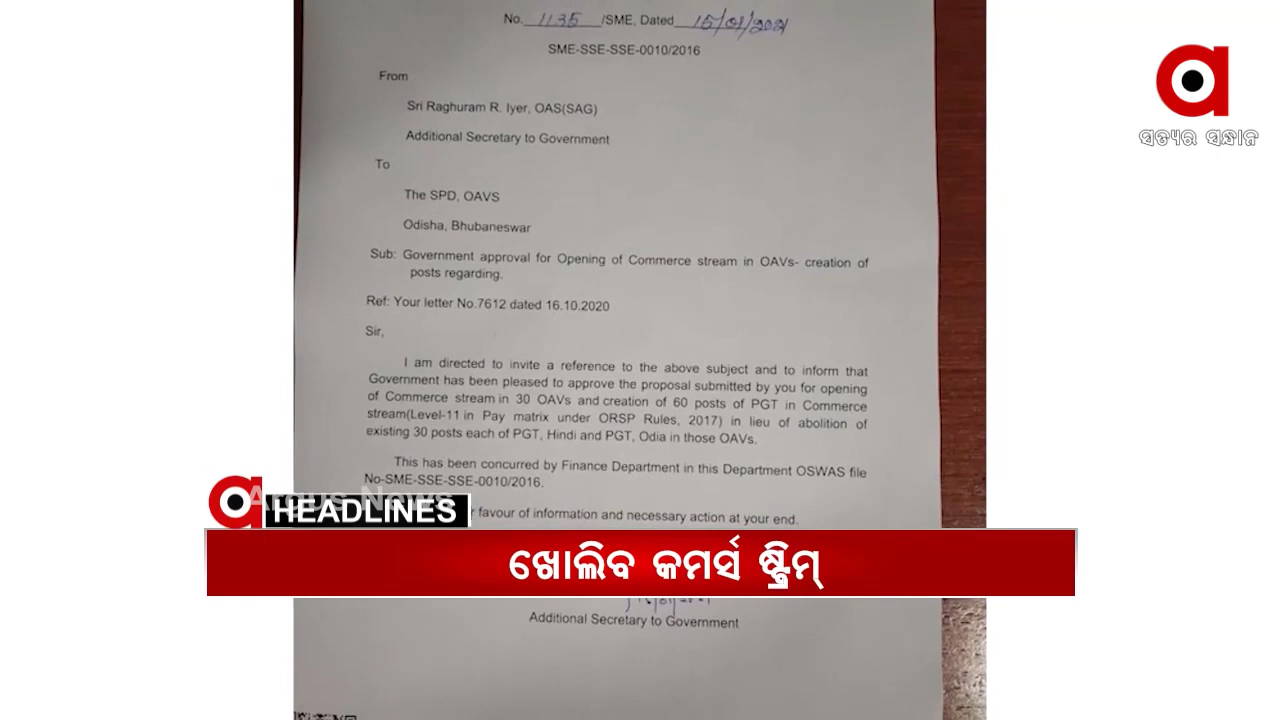 No. 1135 /SME, Dated 15/01/2021
SME-SSE-SSE-0010/2016
From
Sri Raghuram R. Iyer, OAS(SAG)
Additional Secretary to Government
To
The SPD, OAVS
Odisha, Bhubaneswar
Sub: Government approval for Opening of Commerce stream in OAVs- creation of
posts regarding.
Ref: Your letter No.7612 dated 16.10.2020
Sir,
I am directed to invite a reference to the above subject and to inform that
Government has been pleased to approve the proposal submitted by you for opening
of Commerce stream in 30 OAVs and creation of 60 posts of PGT in Commerce
stream(Level-11 in Pay matrix under ORSP Rules, 2017) in lieu of abolition of
existing 30 posts each of PGT, Hindi and PGT, Odia in those OAVs.
This has been concurred by Finance Department in this Department OSWAS file
No-SME-SSE-SSE-0010/2016.
favour of information and necessary action at your end.
Additional Secretary to Government
ସତ୍ୟର ସନ୍ଧାନ
Argus News
HEADLINES
ଖୋଲିବ କମର୍ସ ଷ୍ଟ୍ରିମ୍